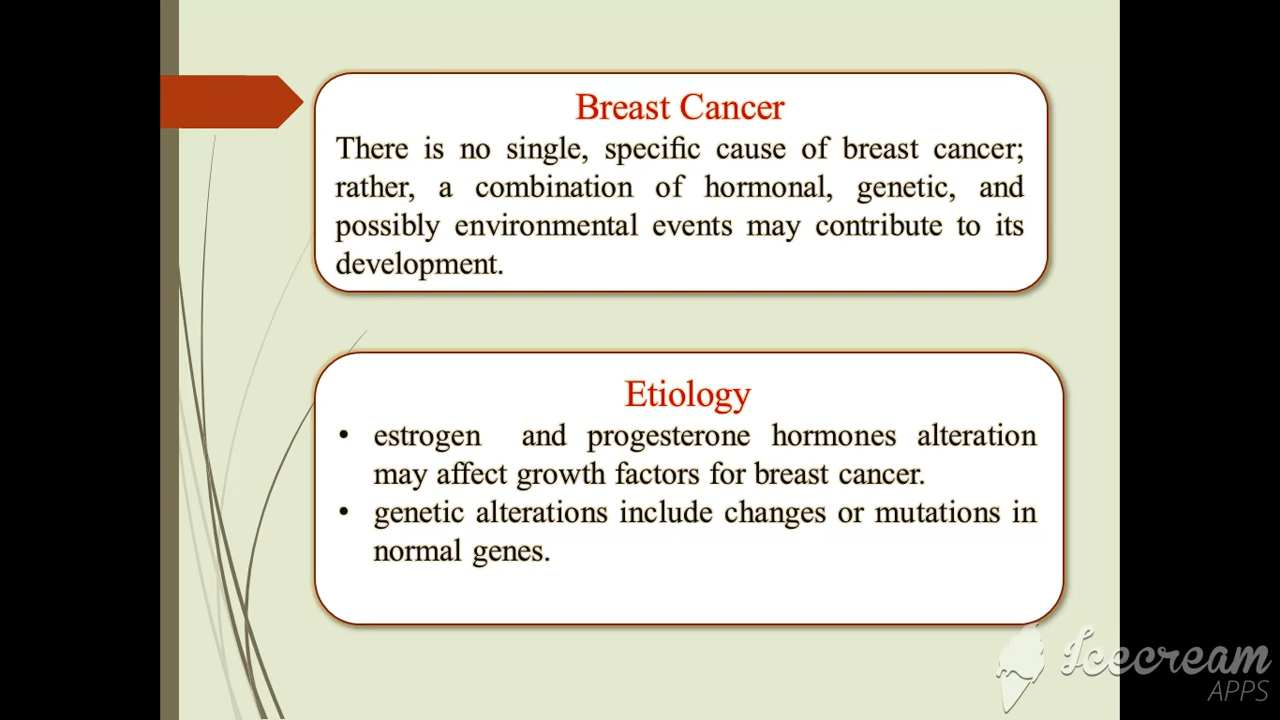 Breast Cancer
There is no single, specific cause of breast cancer;
rather, a combination of hormonal, genetic, and
possibly environmental events may contribute to its
development.
Etiology
• estrogen and progesterone hormones alteration
may affect growth factors for breast cancer.
• genetic alterations include changes or mutations in
normal genes.
Icecream
APPS